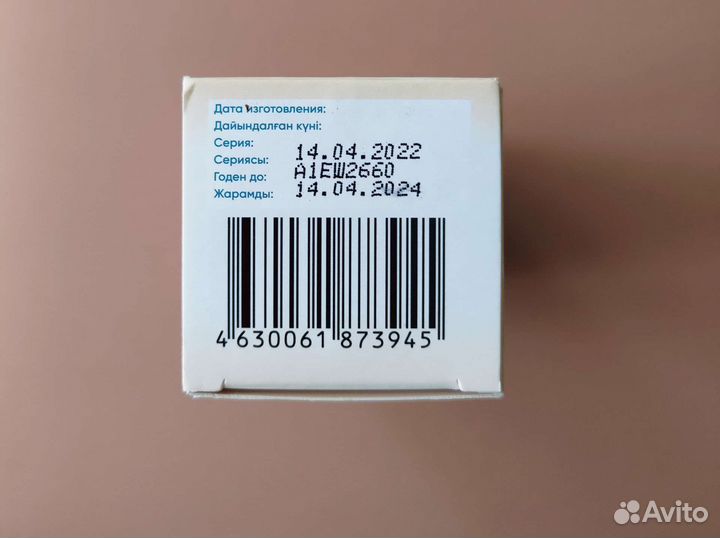 Дата изготовления:
Дайындалған күні:
Серия:
Сериясы:
Годен до:
Жарамды:
14.04.2022
A1EW2660
14.04.2024
4 630061 873945
Avito